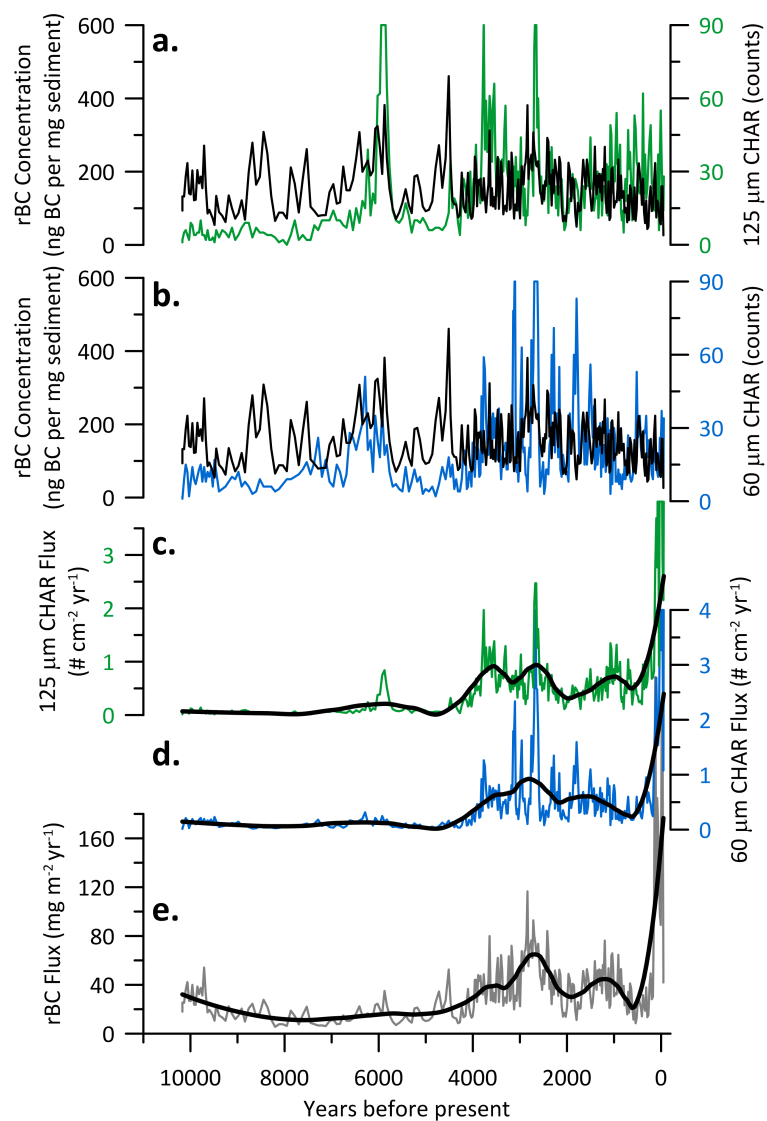 a.
rBC Concentration
(ng BC per mg sediment)
600
400
200
0
90
60
30
0
125 µm CHAR (counts)
b.
rBC Concentration
(ng BC per mg sediment)
600
400
200
0
90
60
30
0
60 µm CHAR (counts)
c.
125 µm CHAR Flux
(# cm⁻² yr⁻¹)
3
2
1
0
d.
4
3
2
1
0
60 µm CHAR Flux (# cm⁻² yr⁻¹)
e.
rBC Flux (mg m⁻² yr⁻¹)
160
120
80
40
0
10000 8000 6000 4000 2000 0
Years before present